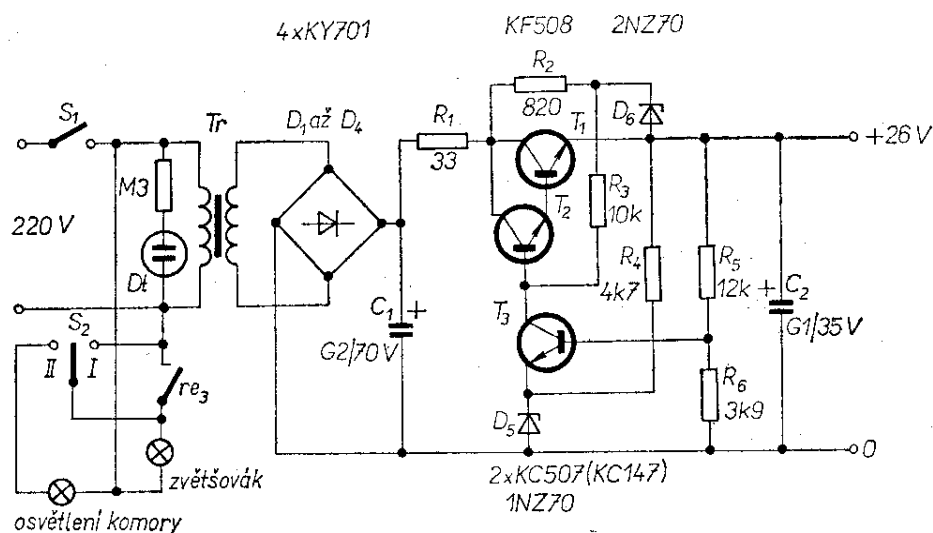 4xKY701
KF508 2NZ70
R2
820
S1
Tr
D1 až D4
R1
33
T1
D6
+26V
M3
220 V
T2
R3
10k
Dt
R4
4k7
R5
12k
+
C2
G1/35V
S2
C1
+
G2/70V
T3
II
I
re3
R6
3k9
D5
0
zvětšovák
2xKC507(KC147)
1NZ70
osvětlení komory